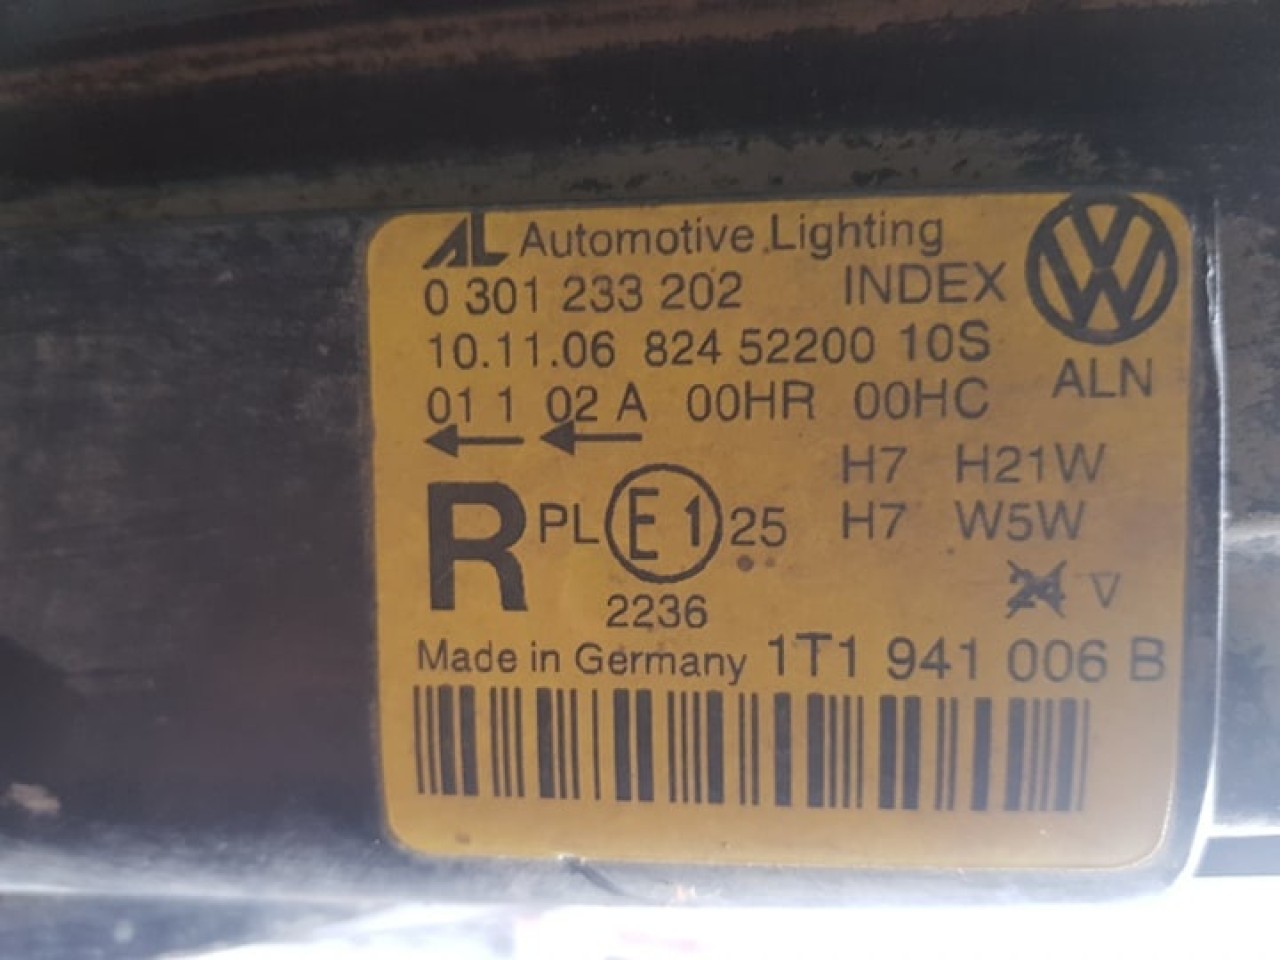 AL Automotive Lighting
0 301 233 202 INDEX
10.11.06 824 52200 10S
ALN
01 1 02 A 00HR 00HC
H7 H21W
R PL E1 25 H7 W5W
24 V
2236
Made in Germany 1T1 941 006 B